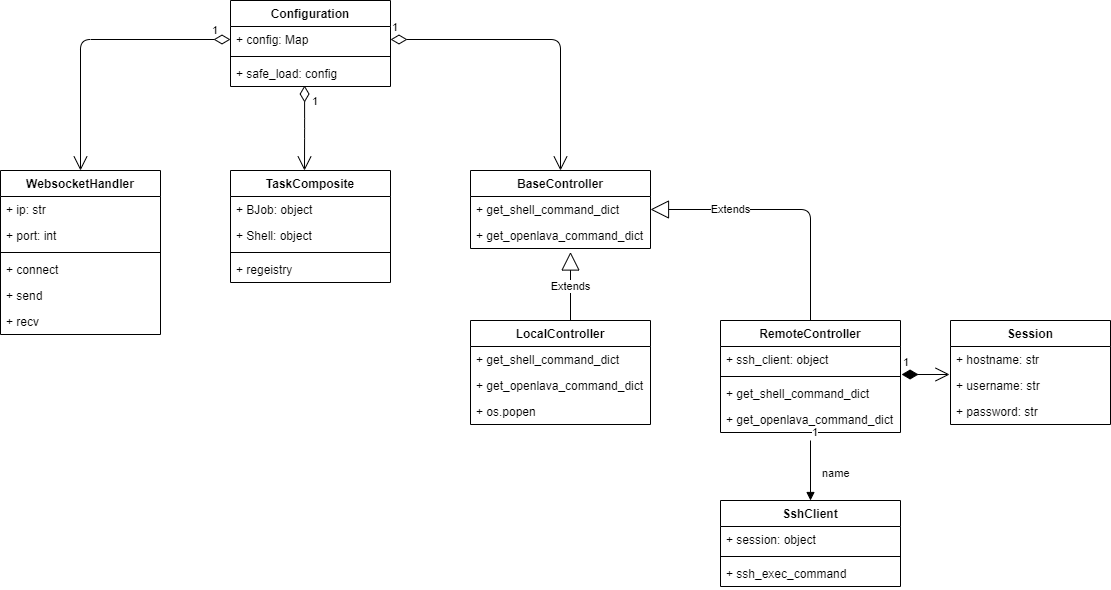 Configuration
+ config: Map
+ safe_load: config
1
1
1
WebsocketHandler
+ ip: str
+ port: int
+ connect
+ send
+ recv
TaskComposite
+ BJob: object
+ Shell: object
+ regeistry
BaseController
+ get_shell_command_dict
+ get_openlava_command_dict
Extends
Extends
LocalController
+ get_shell_command_dict
+ get_openlava_command_dict
+ os.popen
RemoteController
+ ssh_client: object
+ get_shell_command_dict
+ get_openlava_command_dict
1
Session
+ hostname: str
+ username: str
+ password: str
1
name
SshClient
+ session: object
+ ssh_exec_command